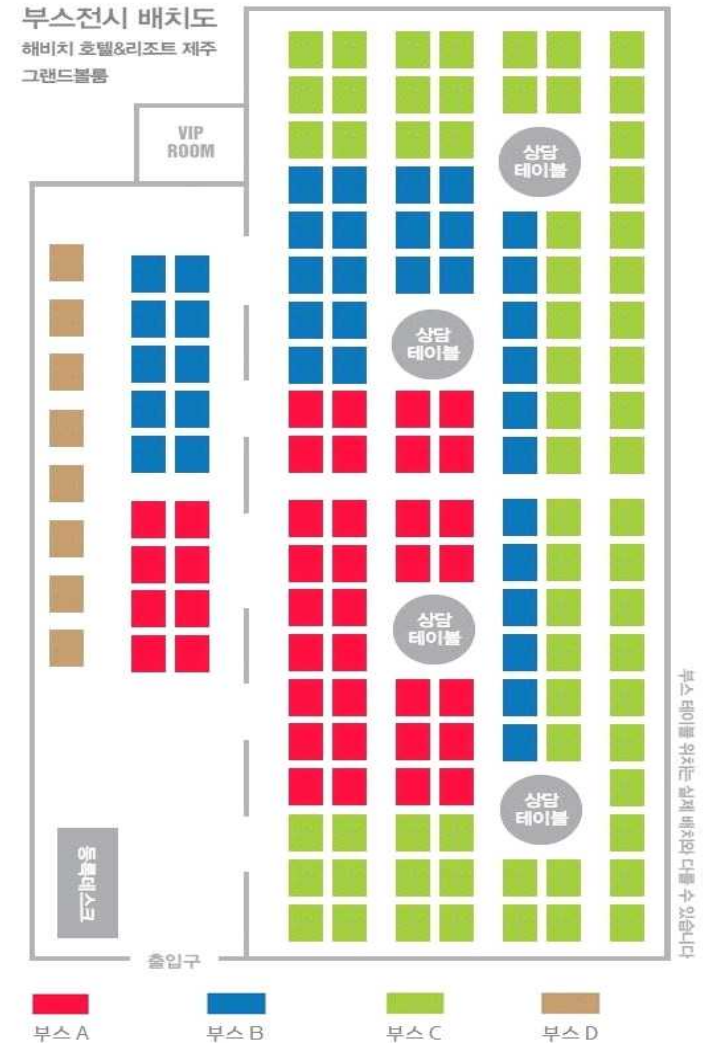 부스전시 배치도
해비치 호텔&리조트 제주
그랜드볼룸
VIP
ROOM
상담
테이블
상담
테이블
상담
테이블
상담
테이블
등록데스크
출입구
부스 테이블 위치는 실제 배치와 다를 수 있습니다
부스 A
부스 B
부스 C
부스 D